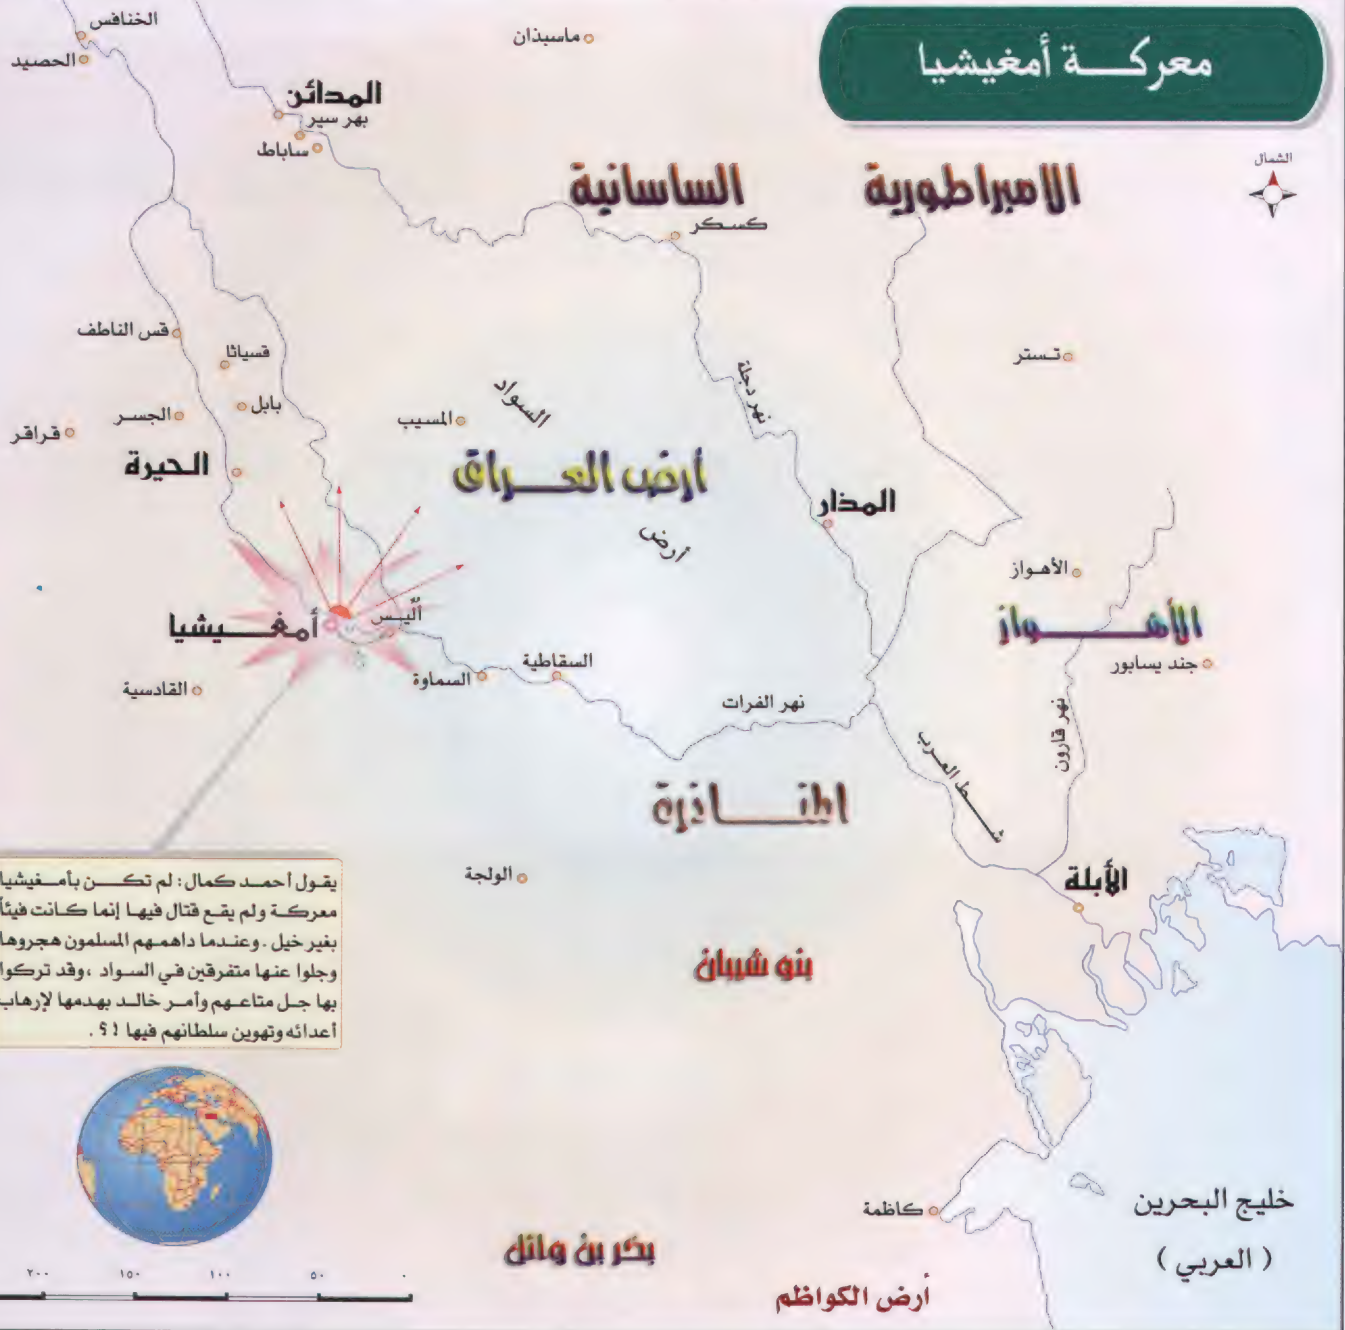 معركة أمغيشيا
الشمال
الخنافس
الحصيد
ماسبذان
المدائن
بهر سير
ساباط
الامبراطورية
الساسانية
كسكر
قس الناطف
قسياثا
تستر
نهر دجلة
السواد
بابل
الجسر
المسيب
قراقر
الحيرة
أرض العراق
المذار
أرض
الأهواز
الأهواز
أمغيشيا
أليس
جند يسابور
السقاطية
السماوة
القادسية
نهر الفرات
نهر قارون
شط العرب
المناذرة
الولجة
الأبلة
يقول أحمد كمال: لم تكن بأمغيشيا
معركة ولم يقع قتال فيها إنما كانت فيئاً
بغير خيل. وعندما داهمهم المسلمون هجروها
وجلوا عنها متفرقين في السواد ،وقد تركوا
بها جل متاعهم وأمر خالد بهدمها لإرهاب
أعدائه وتهوين سلطانهم فيها !؟.
بنو شيبان
خليج البحرين
( العربي )
كاظمة
بكر بن وائل
أرض الكواظم
٢٠٠ ١٥٠ ١٠٠ ٥٠ ٠